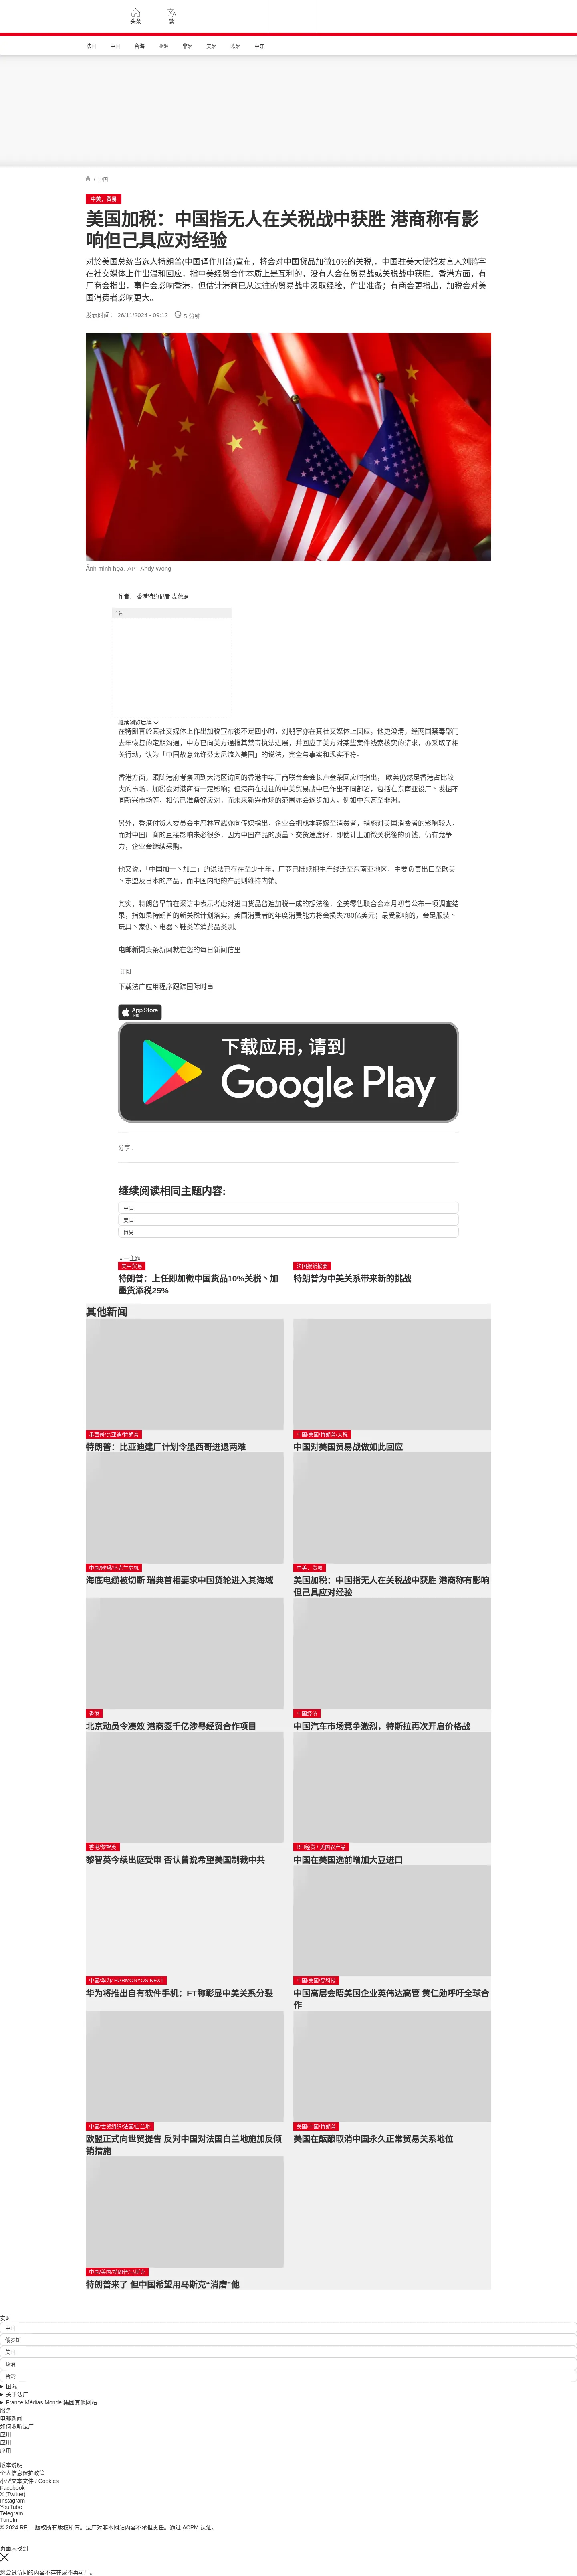 头条
繁
法国 中国 台海 亚洲 非洲 美洲 欧洲 中东
/ 中国
中美，贸易
美国加税：中国指无人在关税战中获胜 港商称有影
响但己具应对经验
对於美国总统当选人特朗普(中国译作川普)宣布，将会对中国货品加徵10%的关税,，中国驻美大使馆发言人刘鹏宇
在社交媒体上作出温和回应，指中美经贸合作本质上是互利的，没有人会在贸易战或关税战中获胜。香港方面，有
厂商会指出，事件会影响香港，但估计港商已从过往的贸易战中汲取经验，作出准备；有商会更指出，加税会对美
国消费者影响更大。
发表时间： 26/11/2024 - 09:12 5 分钟
Ảnh minh họa. AP - Andy Wong
作者： 香港特约记者 麦燕庭
广告
继续浏览后续
在特朗普於其社交媒体上作出加税宣布後不足四小时，刘鹏宇亦在其社交媒体上回应，他更澄清，经两国禁毒部门
去年恢复的定期沟通，中方已向美方通报其禁毒执法进展，并回应了美方对某些案件线索核实的请求，亦采取了相
关行动，认为「中国故意允许芬太尼流入美国」的说法，完全与事实和现实不符。
香港方面，跟随港府考察团到大湾区访问的香港中华厂商联合会会长卢金荣回应时指出， 欧美仍然是香港占比较
大的市场，加税会对港商有一定影响；但港商在过往的中美贸易战中已作出不同部署，包括在东南亚设厂丶发掘不
同新兴市场等，相信已准备好应对，而未来新兴市场的范围亦会逐步加大，例如中东甚至非洲。
另外，香港付货人委员会主席林宣武亦向传媒指出，企业会把成本转嫁至消费者，措施对美国消费者的影响较大，
而对中国厂商的直接影响未必很多，因为中国产品的质量丶交货速度好，即使计上加徵关税後的价钱，仍有竞争
力，企业会继续采购。
他又说，「中国加一丶加二」的说法已存在至少十年，厂商已陆续把生产线迁至东南亚地区，主要负责出口至欧美
丶东盟及日本的产品，而中国内地的产品则维持内销。
其实，特朗普早前在采访中表示考虑对进口货品普遍加税一成的想法後，全美零售联合会本月初曾公布一项调查结
果，指如果特朗普的新关税计划落实，美国消费者的年度消费能力将会损失780亿美元；最受影响的，会是服装丶
玩具丶家俱丶电器丶鞋类等消费品类别。
电邮新闻头条新闻就在您的每日新闻信里
订阅
下载法广应用程序跟踪国际时事
App Store
下载
下载应用，请到
Google Play
分享 :
继续阅读相同主题内容:
中国
美国
贸易
同一主题
美中贸易
特朗普：上任即加徵中国货品10%关税丶加
墨货添税25%
法国报纸摘要
特朗普为中美关系带来新的挑战
其他新闻
墨西哥/比亚迪/特朗普
特朗普：比亚迪建厂计划令墨西哥进退两难
中国/美国/特朗普/关税
中国对美国贸易战做如此回应
中国/欧盟/乌克兰危机
海底电缆被切断 瑞典首相要求中国货轮进入其海域
中美，贸易
美国加税：中国指无人在关税战中获胜 港商称有影响
但己具应对经验
香港
北京动员令凑效 港商签千亿涉粤经贸合作项目
中国经济
中国汽车市场竞争激烈，特斯拉再次开启价格战
香港/黎智英
黎智英今续出庭受审 否认曾说希望美国制裁中共
RFI经贸 / 美国农产品
中国在美国选前增加大豆进口
中国/华为/ HARMONYOS NEXT
华为将推出自有软件手机：FT称彰显中美关系分裂
中国/美国/高科技
中国高层会晤美国企业英伟达高管 黄仁勋呼吁全球合
作
中国/世贸组织/法国/白兰地
欧盟正式向世贸提告 反对中国对法国白兰地施加反倾
销措施
美国/中国/特朗普
美国在酝酿取消中国永久正常贸易关系地位
中国/美国/特朗普/马斯克
特朗普来了 但中国希望用马斯克“消磨”他
实时
中国
俄罗斯
美国
政治
台湾
国际
关于法广
France Médias Monde 集团其他网站
服务
电邮新闻
如何收听法广
应用
应用
应用
版本说明
个人信息保护政策
小型文本文件 / Cookies
Facebook
X (Twitter)
Instagram
YouTube
Telegram
TuneIn
© 2024 RFI – 版权所有版权所有。法广对非本网站内容不承担责任。通过 ACPM 认证。
页面未找到
您尝试访问的内容不存在或不再可用。